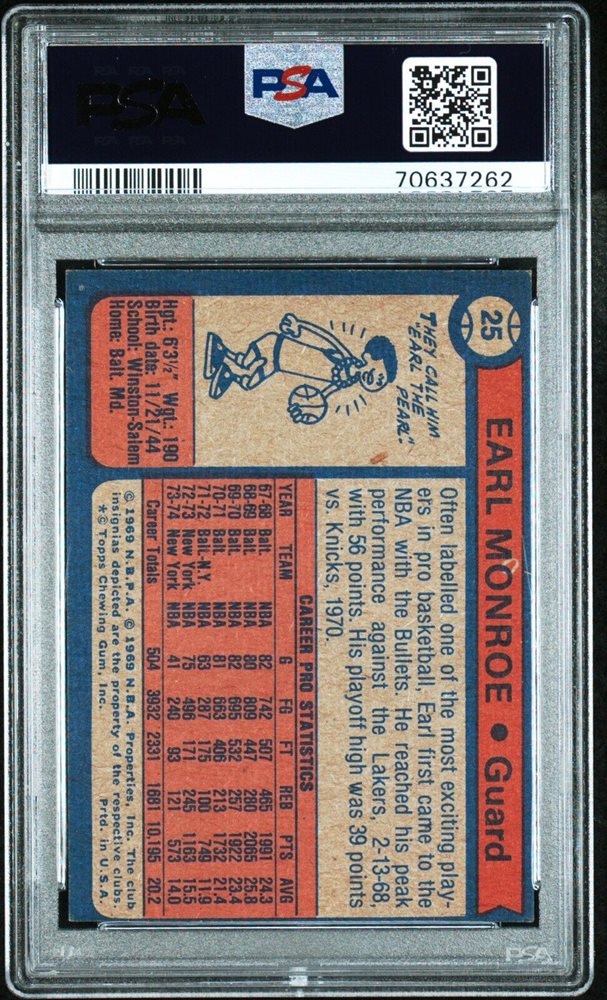 PSA
PSA
70637262
25
EARL MONROE • Guard
THEY CALL HIM
"EARL THE
PEARL."
Hgt.: 6'3½" Wgt.: 190
Birth date: 11/21/44
School: Winston-Salem
Home: Balt. Md.
Often labelled one of the most exciting play-
ers in pro basketball, Earl first came to the
NBA with the Bullets. He reached his peak
performance against the Lakers, 2-13-68,
with 56 points. His playoff high was 39 points
vs. Knicks, 1970.
CAREER PRO STATISTICS
YEAR TEAM G FG FT REB PTS AVG
67-68 Balt. NBA 82 742 507 465 1991 24.3
68-69 Balt. NBA 80 809 447 280 2065 25.8
69-70 Balt. NBA 82 695 532 257 1922 23.4
70-71 Balt. NBA 81 663 406 213 1732 21.4
71-72 Balt.-N.Y. NBA 63 287 175 100 749 11.9
72-73 New York NBA 75 496 171 245 1163 15.5
73-74 New York NBA 41 240 93 121 573 14.0
Career Totals 504 3932 2331 1681 10,195 20.2
© 1969 N.B.P.A. © 1969 N.B.A. Properties, Inc. The club
insignias depicted are the property of the respective clubs.
*© Topps Chewing Gum, Inc. Prtd. in U.S.A.
PSA